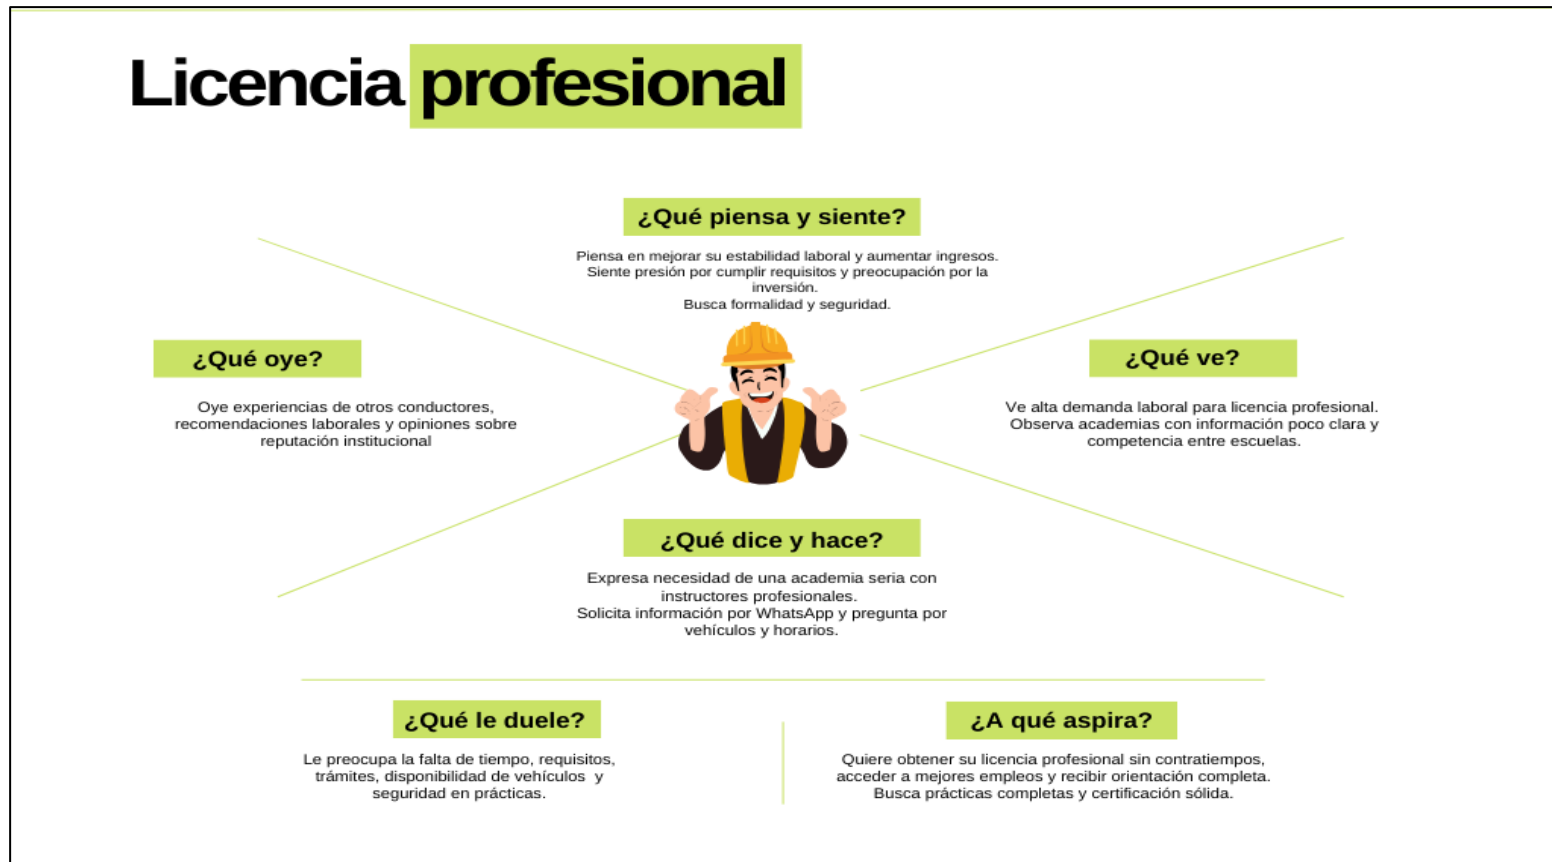 Licencia profesional
¿Qué piensa y siente?
Piensa en mejorar su estabilidad laboral y aumentar ingresos.
Siente presión por cumplir requisitos y preocupación por la
inversión.
Busca formalidad y seguridad.
¿Qué oye?
Oye experiencias de otros conductores,
recomendaciones laborales y opiniones sobre
reputación institucional
¿Qué ve?
Ve alta demanda laboral para licencia profesional.
Observa academias con información poco clara y
competencia entre escuelas.
¿Qué dice y hace?
Expresa necesidad de una academia seria con
instructores profesionales.
Solicita información por WhatsApp y pregunta por
vehículos y horarios.
¿Qué le duele?
Le preocupa la falta de tiempo, requisitos,
trámites, disponibilidad de vehículos y
seguridad en prácticas.
¿A qué aspira?
Quiere obtener su licencia profesional sin contratiempos,
acceder a mejores empleos y recibir orientación completa.
Busca prácticas completas y certificación sólida.